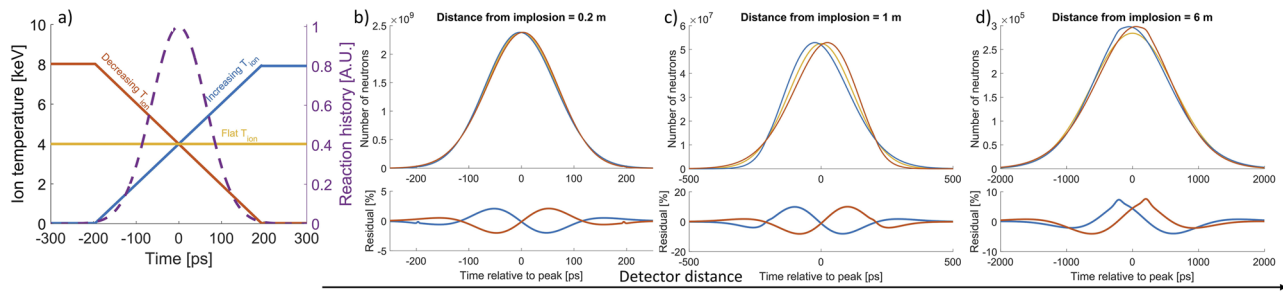 a)
Ion temperature [keV]
10
8
6
4
2
0
Decreasing T_ion
Increasing T_ion
Flat T_ion
1
0.8
0.6
0.4
0.2
0
Reaction history [A.U.]
-300 -200 -100 0 100 200 300
Time [ps]
b)
×10^9
Distance from implosion = 0.2 m
Number of neutrons
2.5
2
1.5
1
0.5
0
-200 -100 0 100 200
Residual [%]
5
0
-5
-200 -100 0 100 200
Time relative to peak [ps]
c)
×10^7
Distance from implosion = 1 m
Number of neutrons
6
5
4
3
2
1
0
-500 0 500
Residual [%]
20
0
-20
-500 0 500
Time relative to peak [ps]
d)
×10^5
Distance from implosion = 6 m
Number of neutrons
3
2.5
2
1.5
1
0.5
0
-2000 -1000 0 1000 2000
Residual [%]
10
0
-10
-2000 -1000 0 1000 2000
Time relative to peak [ps]
Detector distance